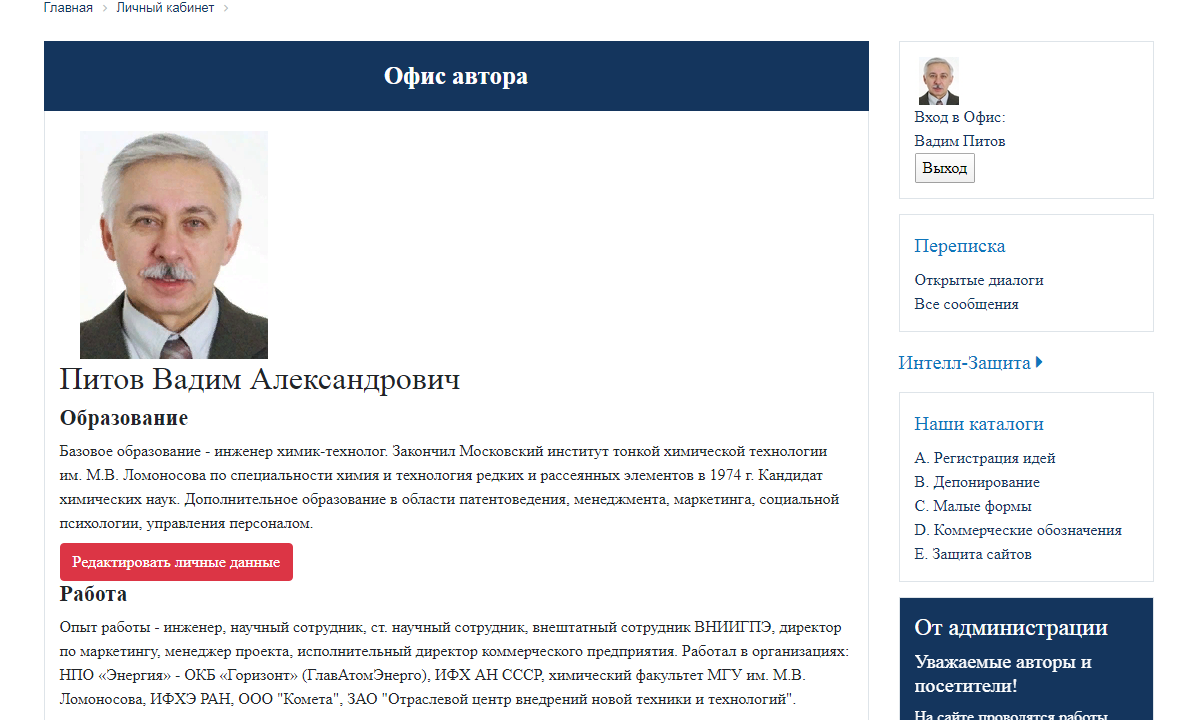 Главная
Личный кабинет
Офис автора
Питов Вадим Александрович
Образование
Базовое образование - инженер химик-технолог. Закончил Московский институт тонкой химической технологии
им. М.В. Ломоносова по специальности химия и технология редких и рассеянных элементов в 1974 г. Кандидат
химических наук. Дополнительное образование в области патентоведения, менеджмента, маркетинга, социальной
психологии, управления персоналом.
Редактировать личные данные
Работа
Опыт работы - инженер, научный сотрудник, ст. научный сотрудник, внештатный сотрудник ВНИИГПЭ, директор
по маркетингу, менеджер проекта, исполнительный директор коммерческого предприятия. Работал в организациях:
НПО «Энергия» - ОКБ «Горизонт» (ГлавАтомЭнерго), ИФХ АН СССР, химический факультет МГУ им. М.В.
Ломоносова, ИФХЭ РАН, ООО "Комета", ЗАО "Отраслевой центр внедрений новой техники и технологий".
Вход в Офис:
Вадим Питов
Выход
Переписка
Открытые диалоги
Все сообщения
Интелл-Защита
Наши каталоги
A. Регистрация идей
B. Депонирование
C. Малые формы
D. Коммерческие обозначения
E. Защита сайтов
От администрации
Уважаемые авторы и
посетители!
На сайте проводятся работы